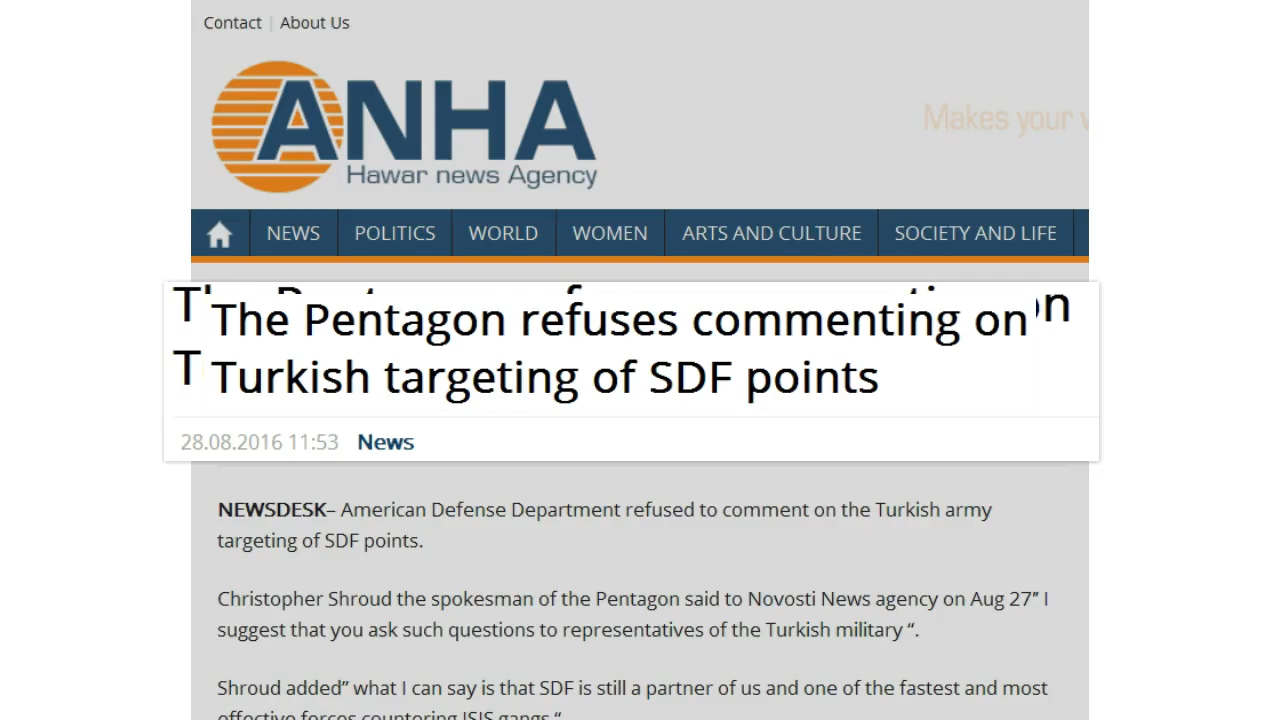 Contact | About Us
ANHA
Hawar news Agency
Makes your
NEWS POLITICS WORLD WOMEN ARTS AND CULTURE SOCIETY AND LIFE
The Pentagon refuses commenting on
Turkish targeting of SDF points
28.08.2016 11:53 News
NEWSDESK– American Defense Department refused to comment on the Turkish army
targeting of SDF points.
Christopher Shroud the spokesman of the Pentagon said to Novosti News agency on Aug 27” I
suggest that you ask such questions to representatives of the Turkish military “.
Shroud added” what I can say is that SDF is still a partner of us and one of the fastest and most
effective forces countering ISIS gangs.“